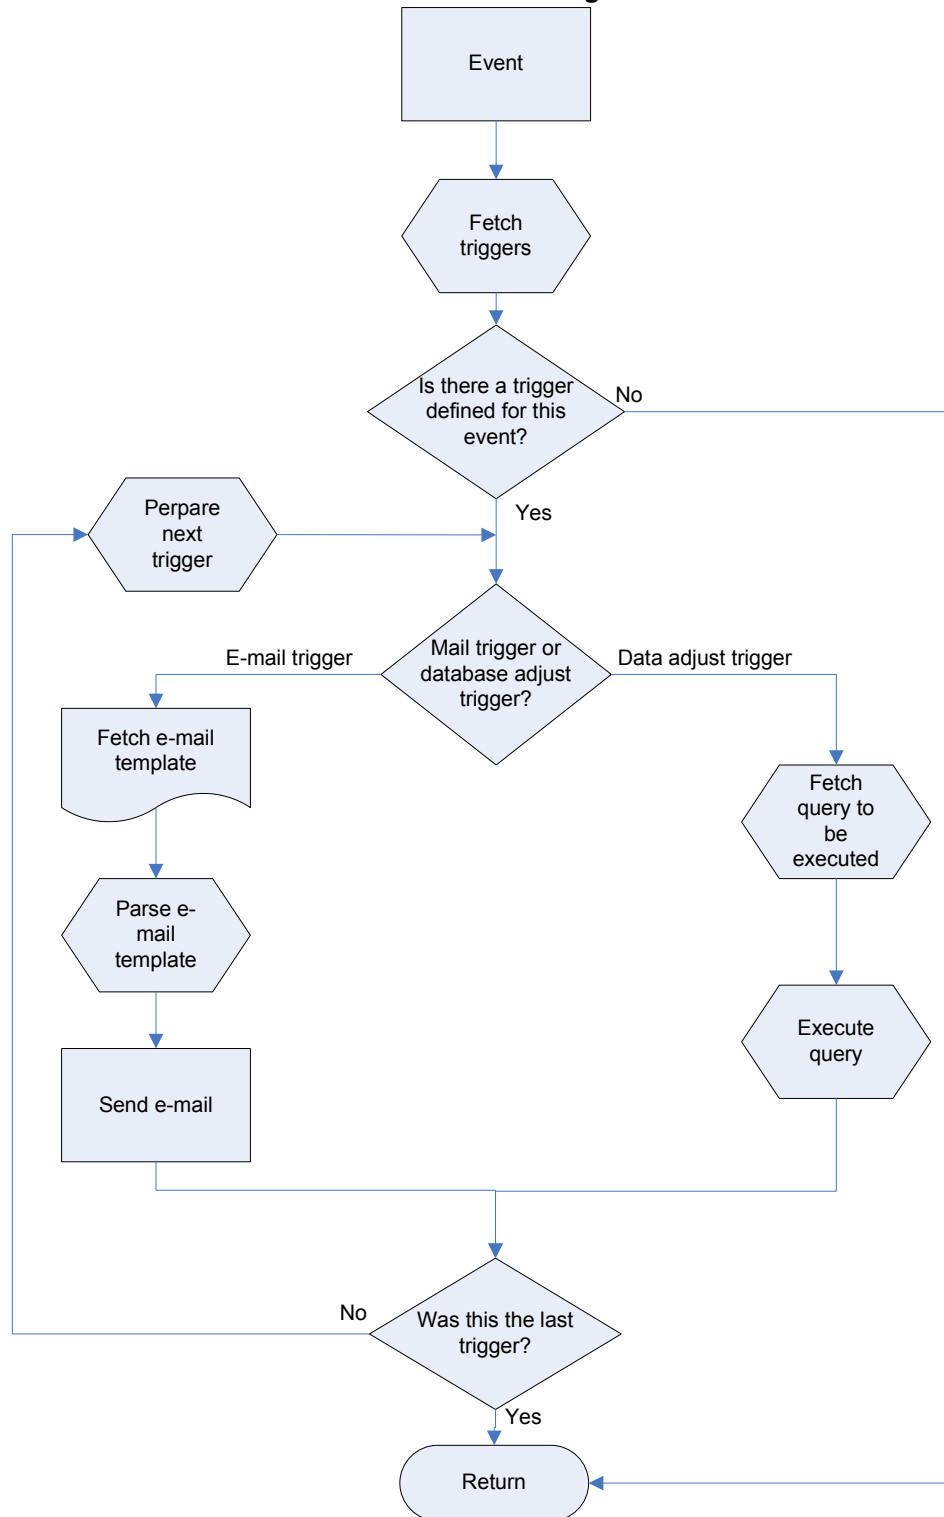 Event
Fetch
triggers
Is there a trigger
defined for this
event?
No
Yes
Perpare
next
trigger
Mail trigger or
database adjust
trigger?
E-mail trigger
Data adjust trigger
Fetch e-mail
template
Fetch
query to
be
executed
Parse e-
mail
template
Execute
query
Send e-mail
Was this the last
trigger?
No
Yes
Return